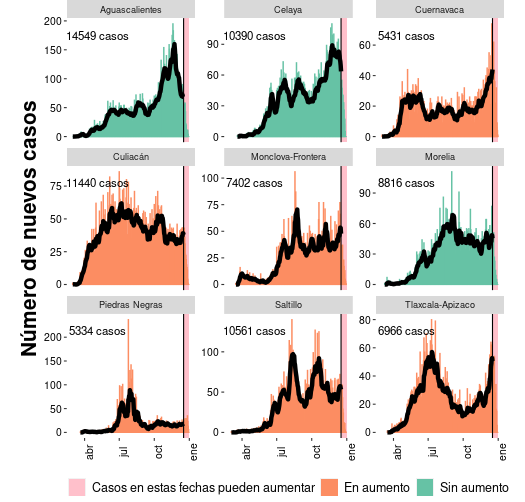 Número de nuevos casos
Aguascalientes
Celaya
Cuernavaca
200
150
100
50
0
14549 casos
90
60
30
0
10390 casos
60
40
20
0
5431 casos
Culiacán
Monclova-Frontera
Morelia
75
50
25
0
11440 casos
100
75
50
25
0
7402 casos
90
60
30
0
8816 casos
Piedras Negras
Saltillo
Tlaxcala-Apizaco
200
150
100
50
0
5334 casos
100
50
0
10561 casos
80
60
40
20
0
6966 casos
abr jul oct ene
abr jul oct ene
abr jul oct ene
Casos en estas fechas pueden aumentar En aumento Sin aumento